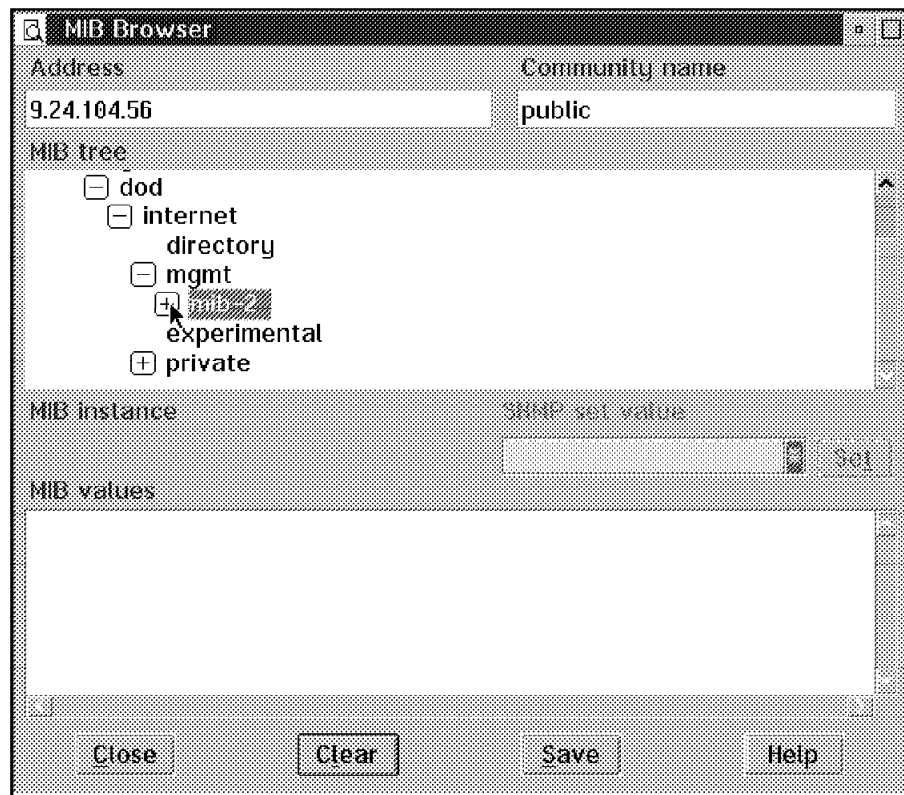 MIB Browser
Address
Community name
9.24.104.56
public
MIB tree
dod
internet
directory
mgmt
mib-2
experimental
private
MIB instance
SNMP set value
Set
MIB values
Close
Clear
Save
Help